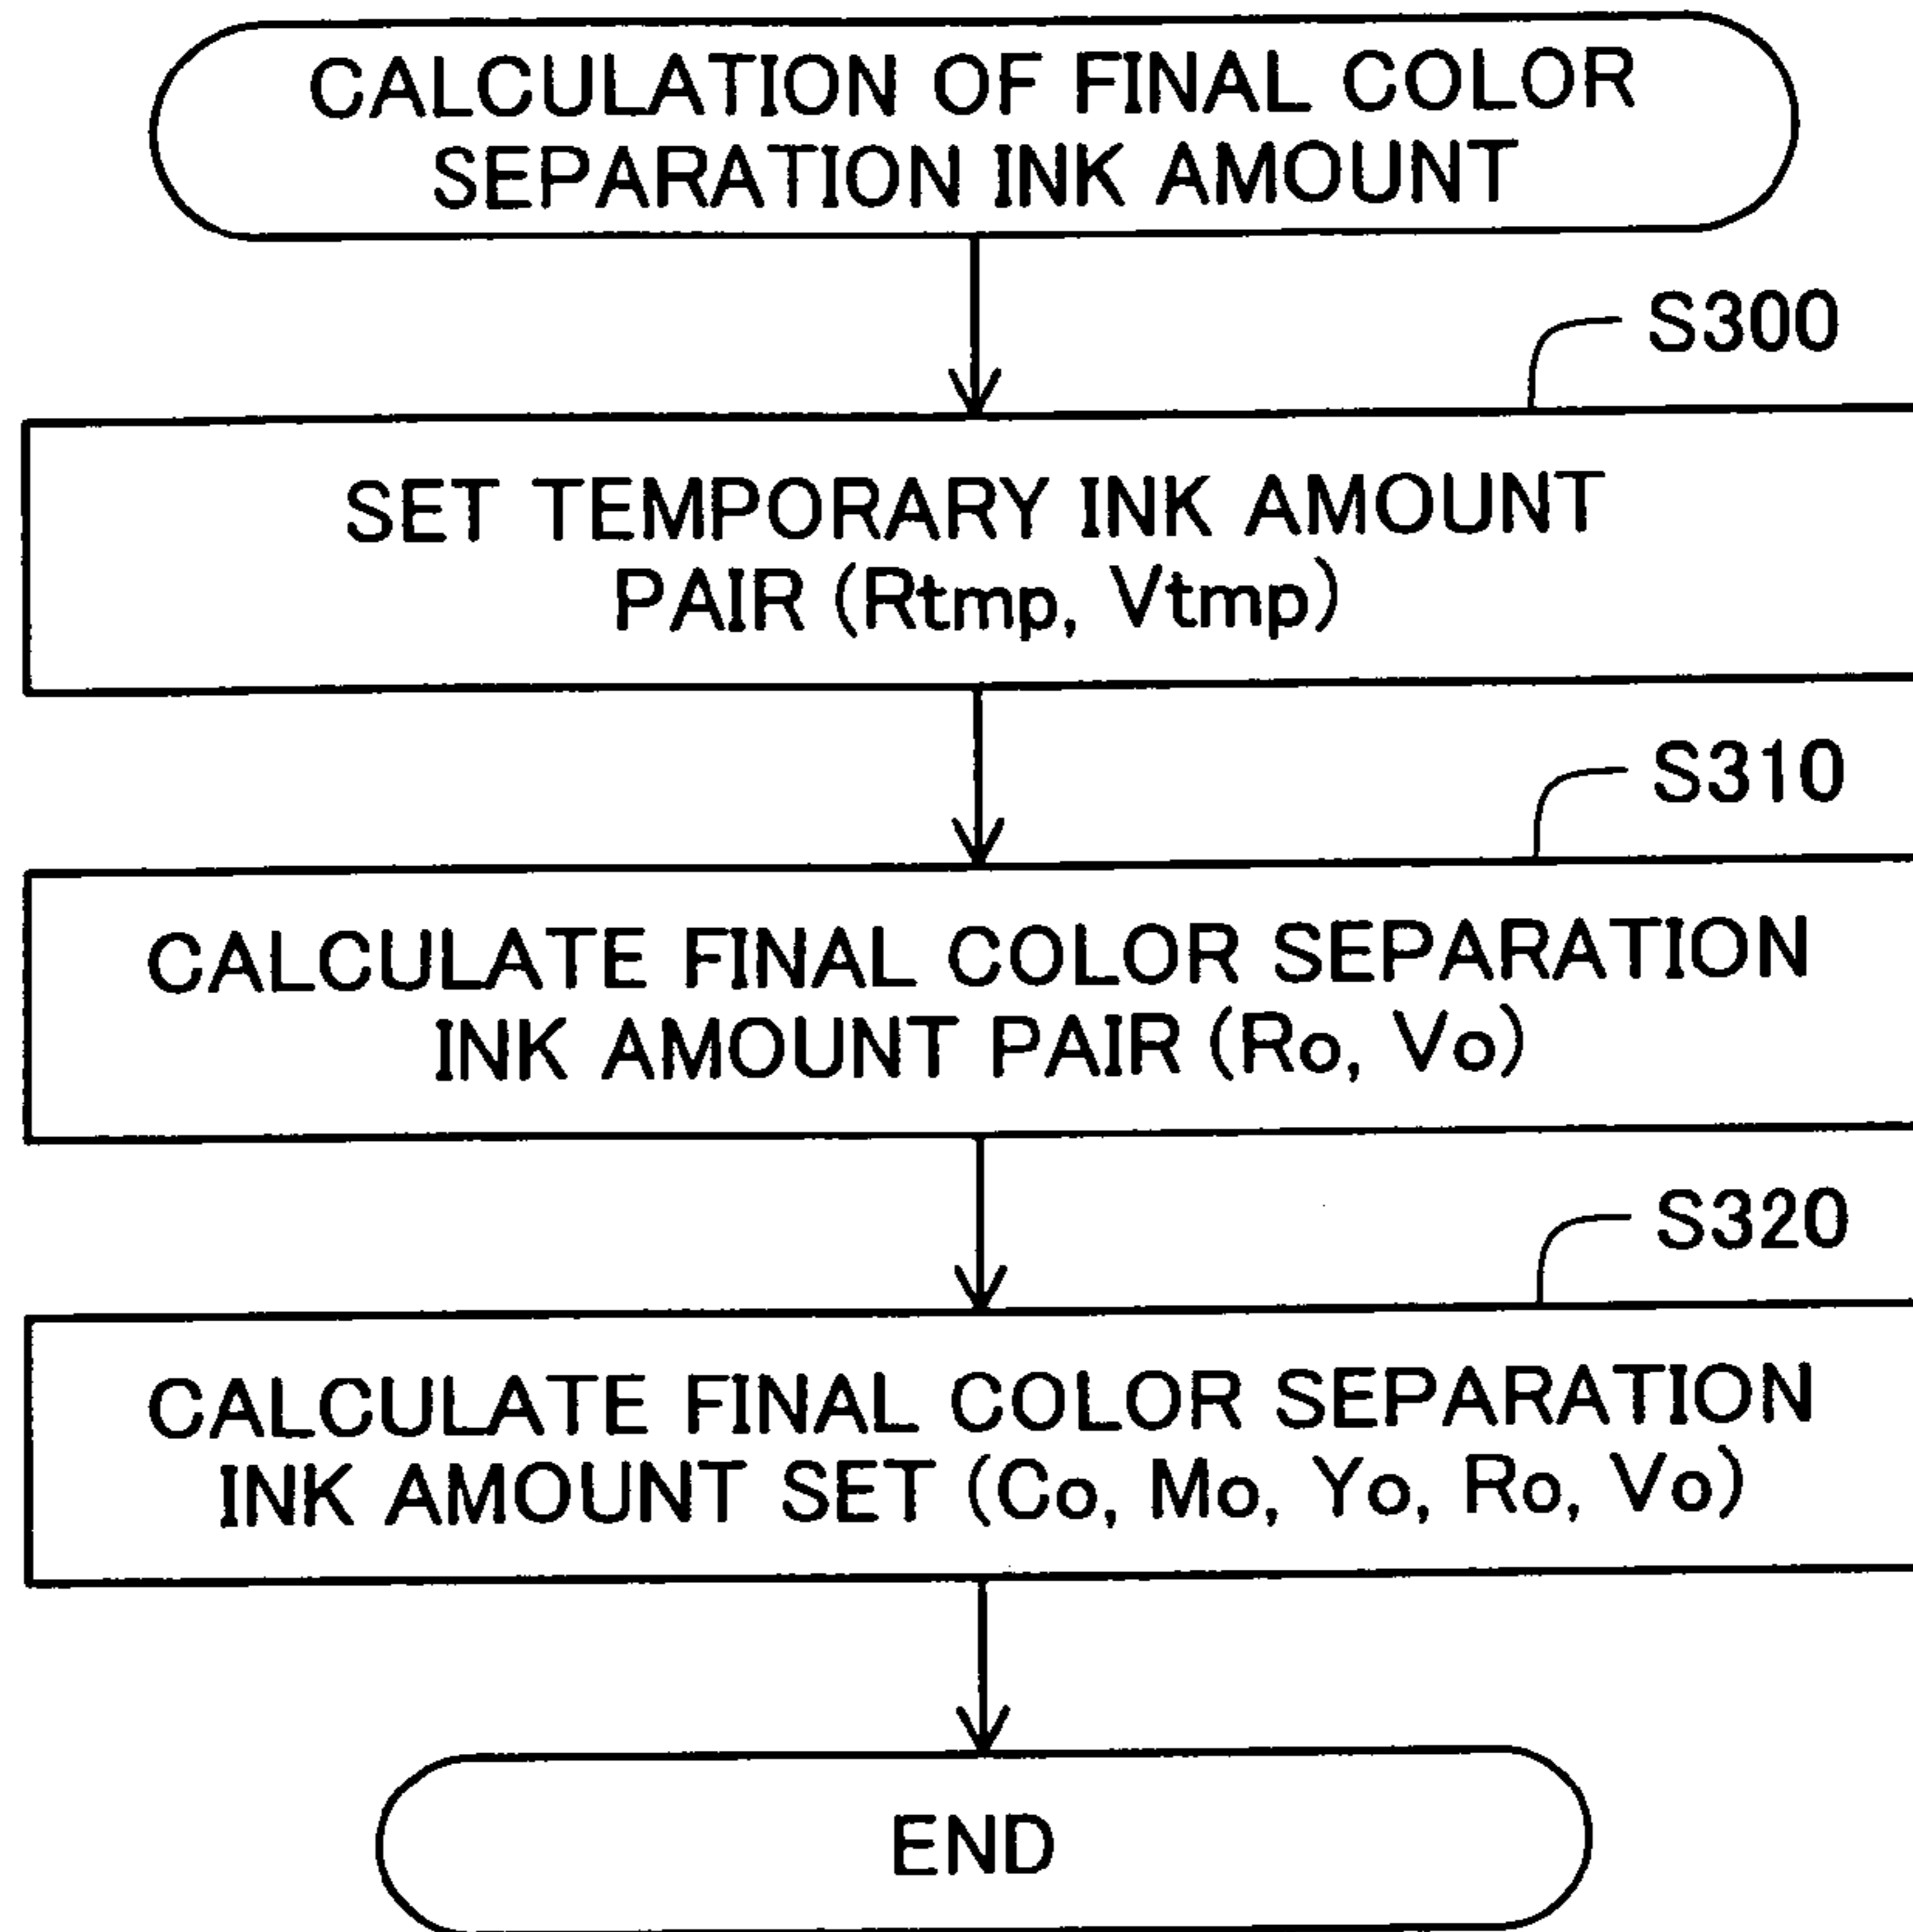 CALCULATION OF FINAL COLOR
SEPARATION INK AMOUNT
S300
SET TEMPORARY INK AMOUNT
PAIR (Rtmp, Vtmp)
S310
CALCULATE FINAL COLOR SEPARATION
INK AMOUNT PAIR (Ro, Vo)
S320
CALCULATE FINAL COLOR SEPARATION
INK AMOUNT SET (Co, Mo, Yo, Ro, Vo)
END